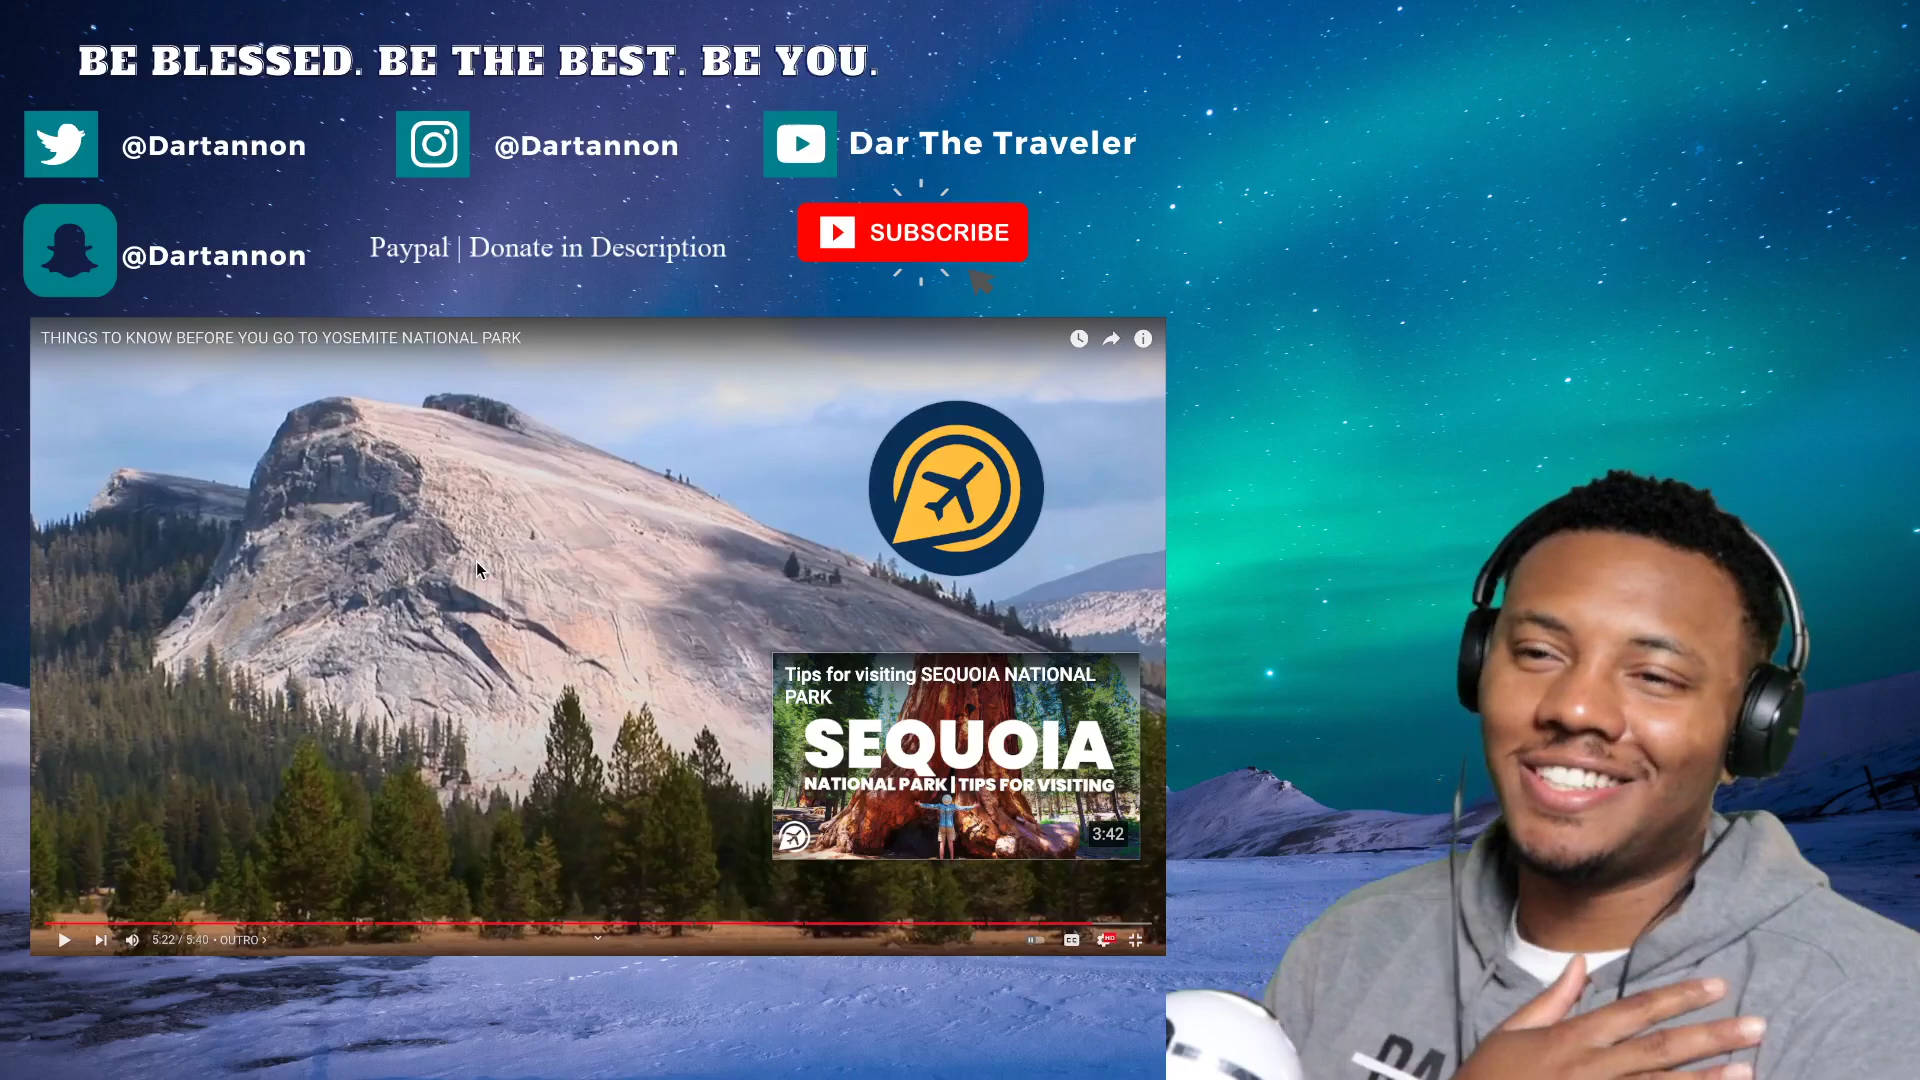 BE BLESSED. BE THE BEST. BE YOU.
@Dartannon
@Dartannon
Dar The Traveler
@Dartannon
Paypal | Donate in Description
SUBSCRIBE
THINGS TO KNOW BEFORE YOU GO TO YOSEMITE NATIONAL PARK
Tips for visiting SEQUOIA NATIONAL
PARK
SEQUOIA
NATIONAL PARK | TIPS FOR VISITING
3:42
5:22 / 5:40 • OUTRO
CC
HD